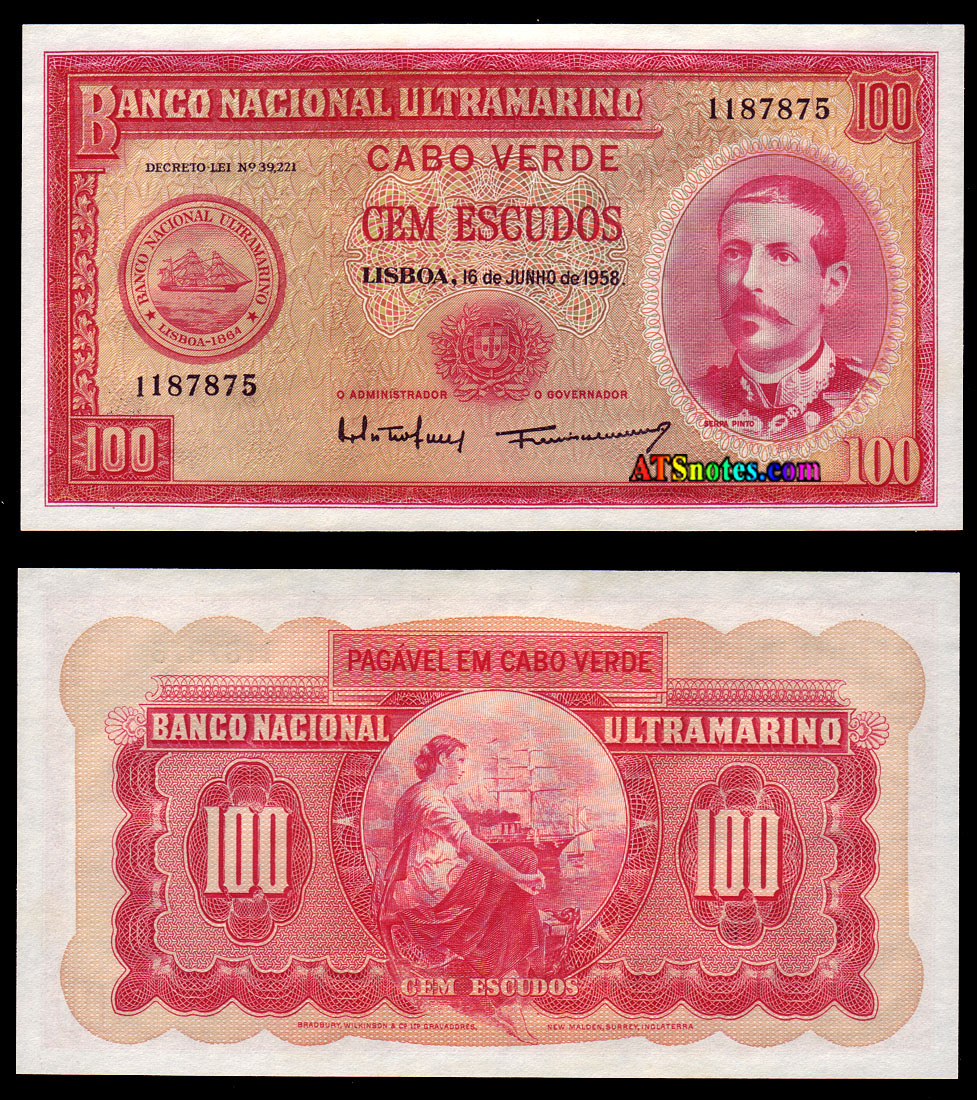 BANCO NACIONAL ULTRAMARINO
1187875
100
DECRETO-LEI Nº 39,221
CABO VERDE
CEM ESCUDOS
LISBOA, 16 de JUNHO de 1958.
BANCO NACIONAL ULTRAMARINO
LISBOA-1864
1187875
O ADMINISTRADOR
O GOVERNADOR
SERPA PINTO
100
100
ATSnotes.com
PAGÁVEL EM CABO VERDE
BANCO NACIONAL ULTRAMARINO
100
100
CEM ESCUDOS
BRADBURY, WILKINSON & Cº LTD GRAVADORES, NEW MALDEN, SURREY, INGLATERRA